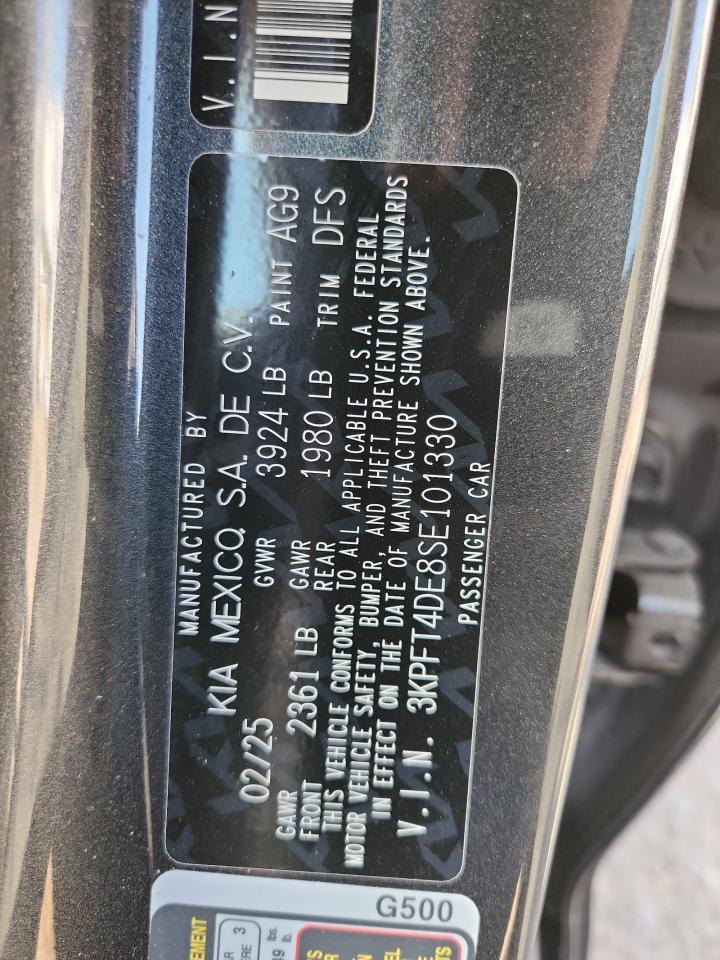 V.I.N
MANUFACTURED BY
KIA MEXICO, S.A. DE C.V.
02/25 GVWR 3924 LB PAINT AG9
GAWR FRONT 2361 LB GAWR REAR 1980 LB TRIM DFS
THIS VEHICLE CONFORMS TO ALL APPLICABLE U.S.A. FEDERAL
MOTOR VEHICLE SAFETY, BUMPER, AND THEFT PREVENTION STANDARDS
IN EFFECT ON THE DATE OF MANUFACTURE SHOWN ABOVE.
V.I.N. 3KPFT4DE8SE101330
PASSENGER CAR
G500